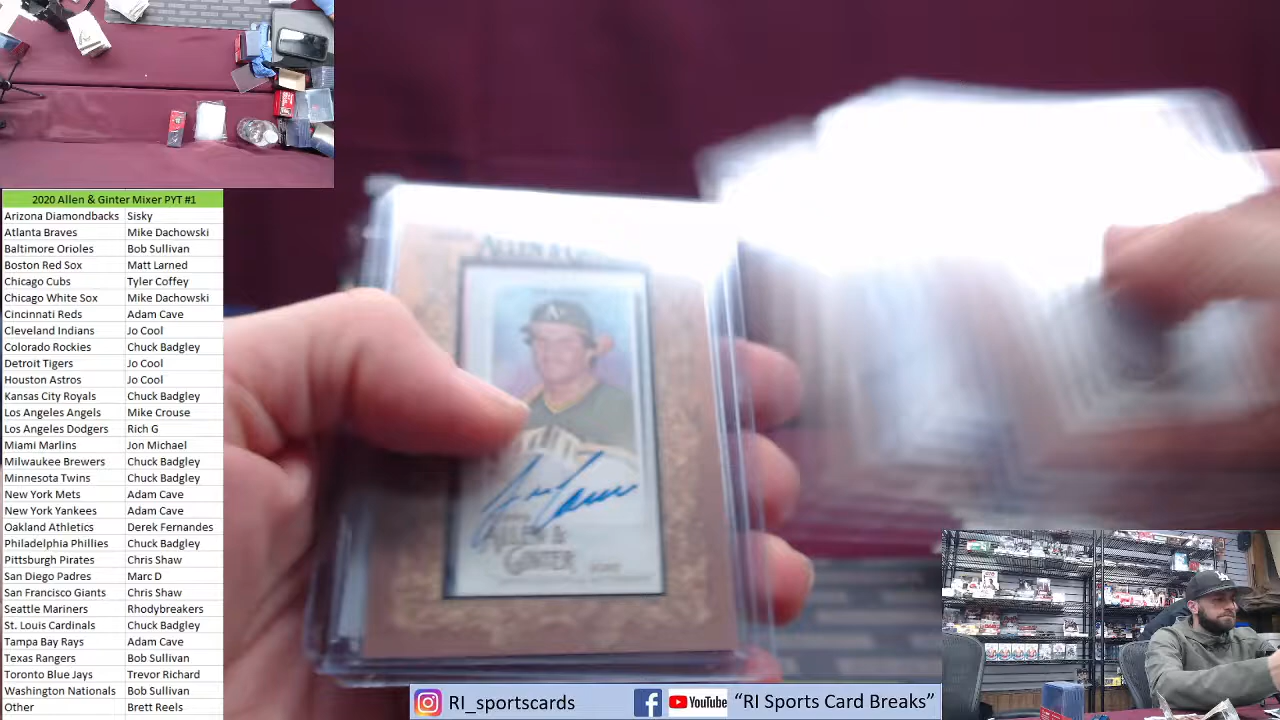 2020 Allen & Ginter Mixer PYT #1
Arizona Diamondbacks Sisky
Atlanta Braves Mike Dachowski
Baltimore Orioles Bob Sullivan
Boston Red Sox Matt Larned
Chicago Cubs Tyler Coffey
Chicago White Sox Mike Dachowski
Cincinnati Reds Adam Cave
Cleveland Indians Jo Cool
Colorado Rockies Chuck Badgley
Detroit Tigers Jo Cool
Houston Astros Jo Cool
Kansas City Royals Chuck Badgley
Los Angeles Angels Mike Crouse
Los Angeles Dodgers Rich G
Miami Marlins Jon Michael
Milwaukee Brewers Chuck Badgley
Minnesota Twins Chuck Badgley
New York Mets Adam Cave
New York Yankees Adam Cave
Oakland Athletics Derek Fernandes
Philadelphia Phillies Chuck Badgley
Pittsburgh Pirates Chris Shaw
San Diego Padres Marc D
San Francisco Giants Chris Shaw
Seattle Mariners Rhodybreakers
St. Louis Cardinals Chuck Badgley
Tampa Bay Rays Adam Cave
Texas Rangers Bob Sullivan
Toronto Blue Jays Trevor Richard
Washington Nationals Bob Sullivan
Other Brett Reels
ALLEN &
GINTER
RI_sportscards
YouTube
"RI Sports Card Breaks"